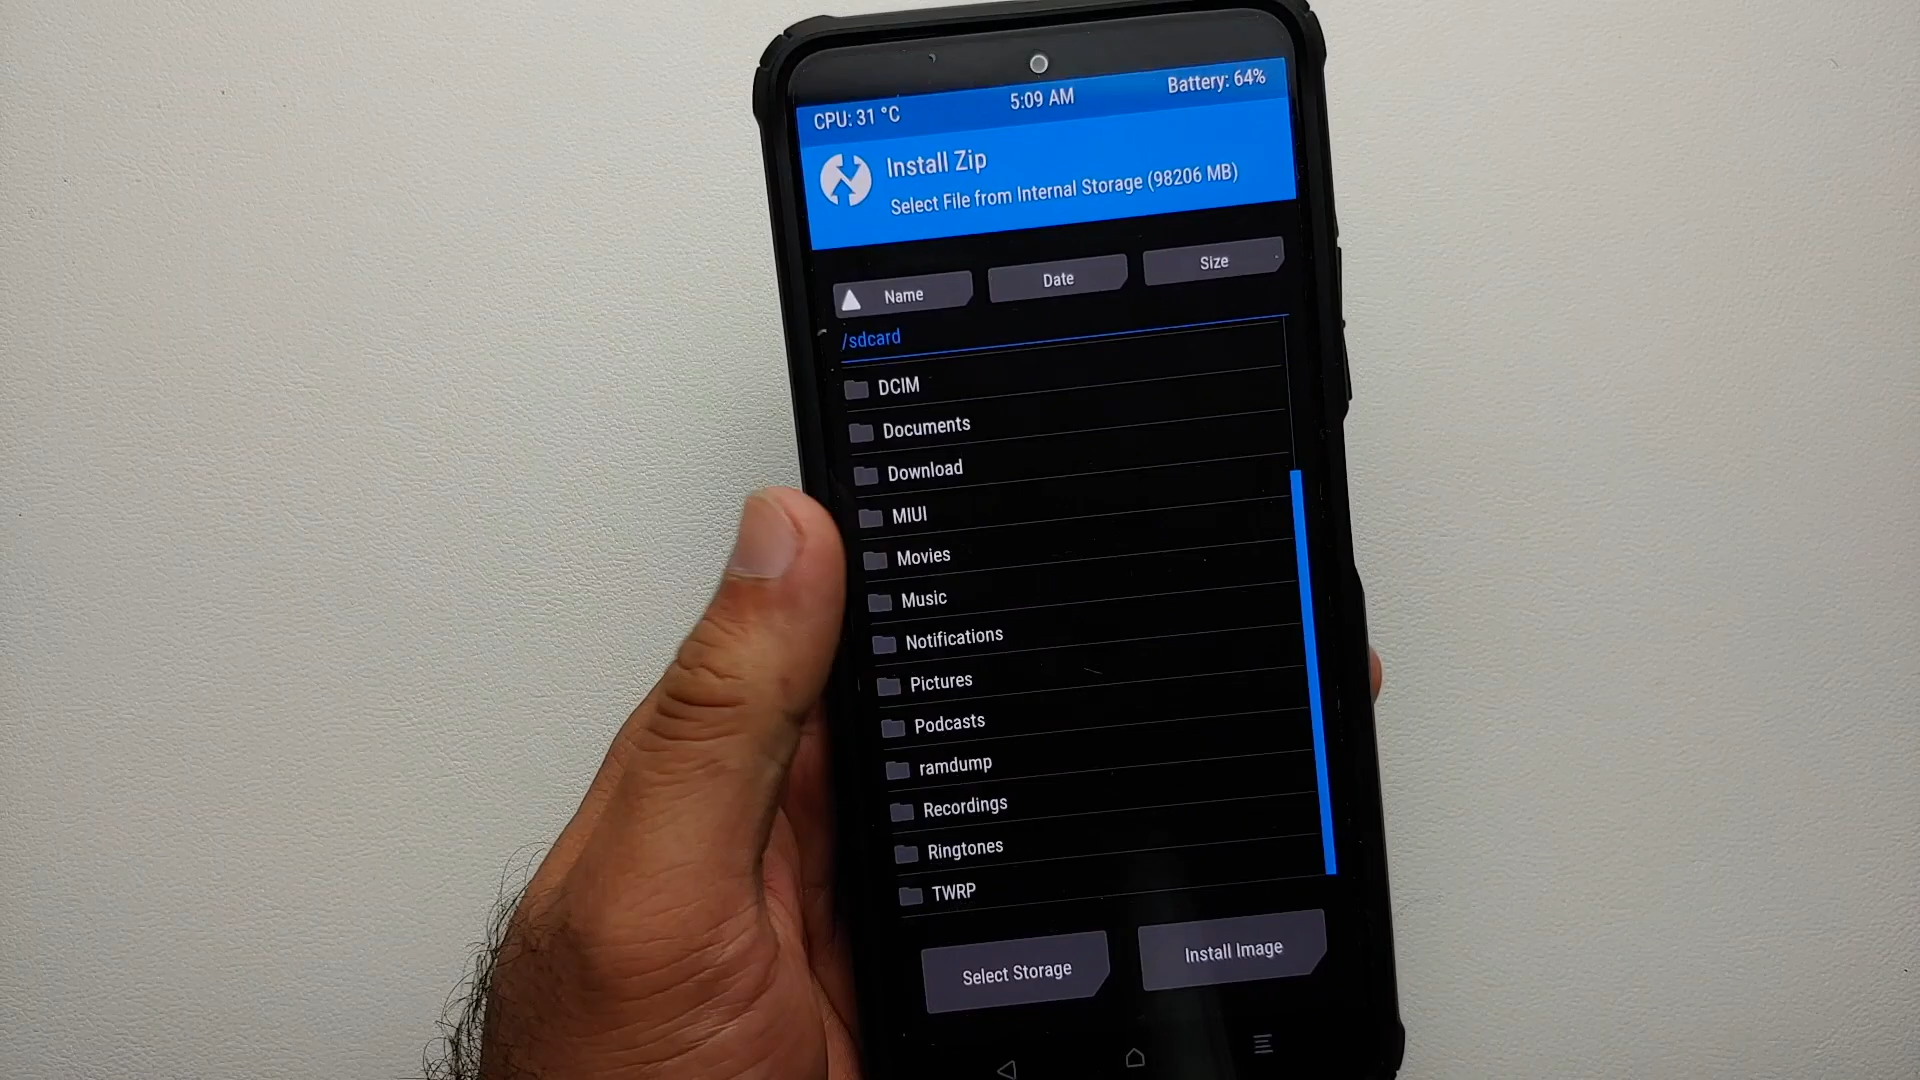 CPU: 31 °C 5:09 AM Battery: 64%
Install Zip
Select File from Internal Storage (98206 MB)
Name Date Size
/sdcard
DCIM
Documents
Download
MIUI
Movies
Music
Notifications
Pictures
Podcasts
ramdump
Recordings
Ringtones
TWRP
Select Storage Install Image